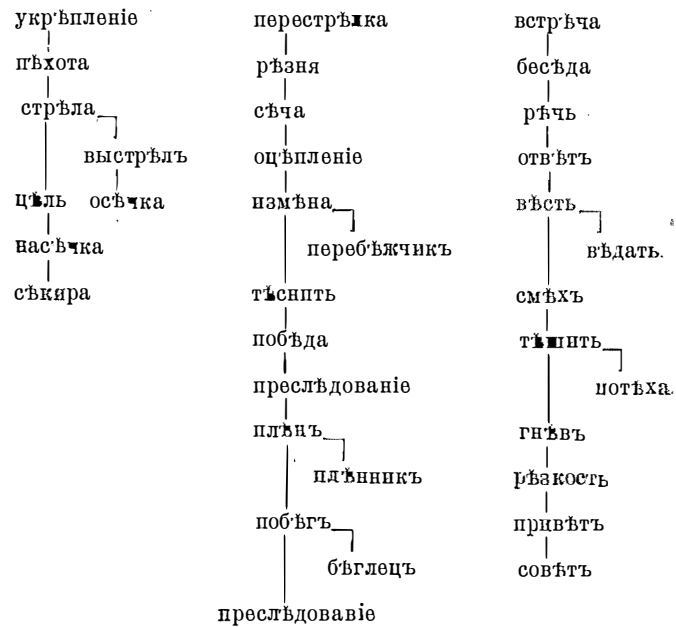 укрѣпленіе
пѣхота
стрѣла
выстрѣлъ
цѣль осѣчка
насѣчка
сѣкира
перестрѣлка
рѣзня
сѣча
оцѣпленіе
измѣна
перебѣжчикъ
тѣснить
побѣда
преслѣдованіе
плѣнъ
плѣнникъ
побѣгъ
бѣглецъ
преслѣдованіе
встрѣча
бесѣда
рѣчь
отвѣтъ
вѣсть
вѣдать.
смѣхъ
тѣшить
потѣха.
гнѣвъ
рѣзкость
привѣтъ
совѣтъ